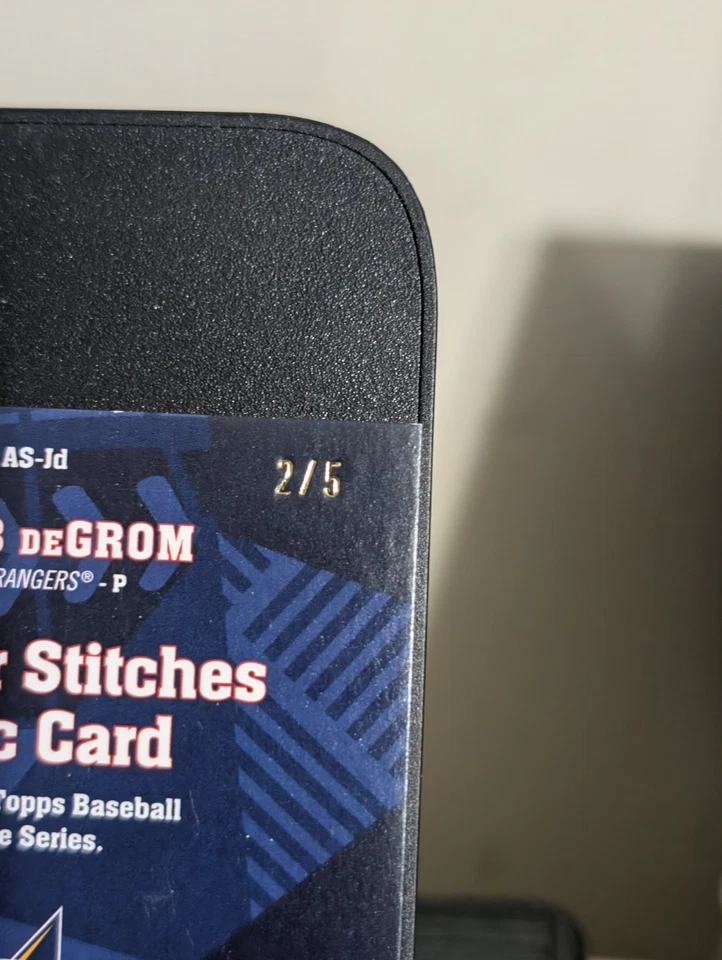 AS-Jd
2/5
deGROM
RANGERS® - P
Stitches
Card
Topps Baseball
Series.